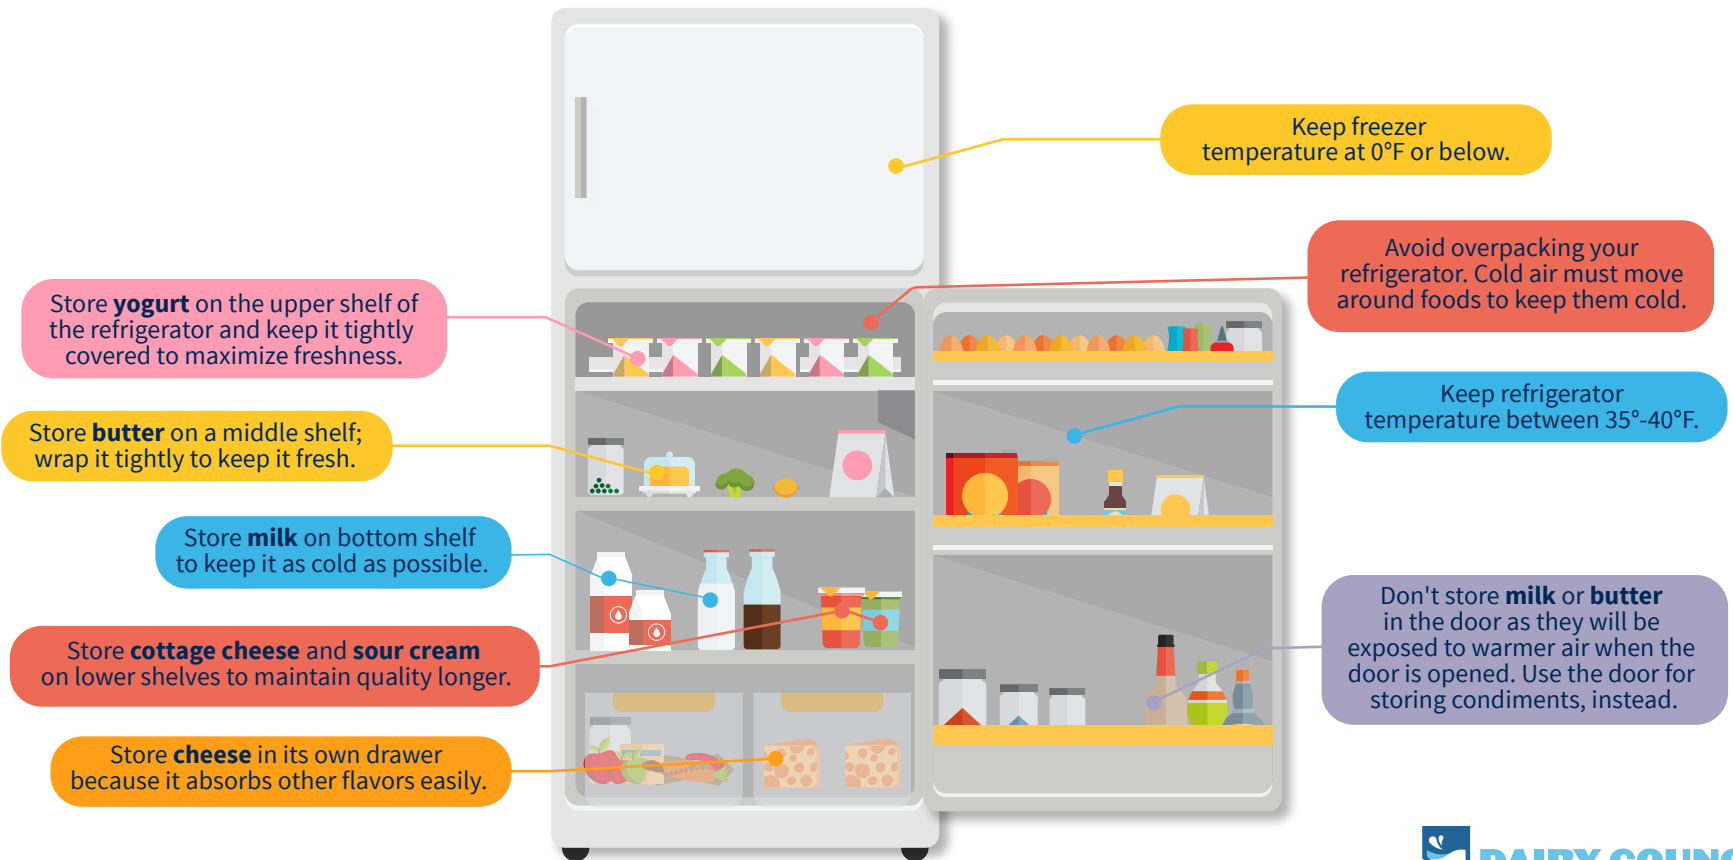 Keep freezer
temperature at 0°F or below.
Avoid overpacking your
refrigerator. Cold air must move
around foods to keep them cold.
Store yogurt on the upper shelf of
the refrigerator and keep it tightly
covered to maximize freshness.
Keep refrigerator
temperature between 35°-40°F.
Store butter on a middle shelf;
wrap it tightly to keep it fresh.
Store milk on bottom shelf
to keep it as cold as possible.
Don't store milk or butter
in the door as they will be
exposed to warmer air when the
door is opened. Use the door for
storing condiments, instead.
Store cottage cheese and sour cream
on lower shelves to maintain quality longer.
Store cheese in its own drawer
because it absorbs other flavors easily.
DAIRY